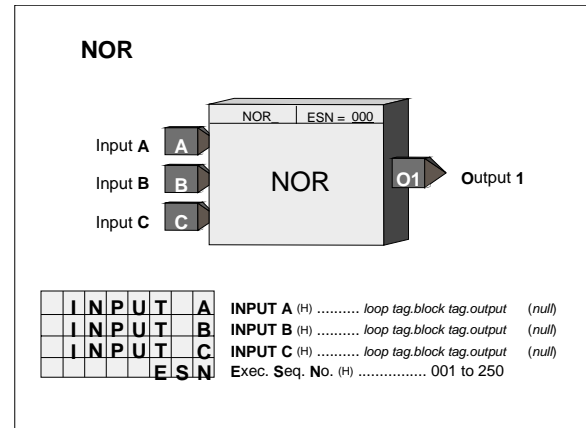 NOR
NOR_ ESN = 000
Input A A
Input B B
Input C C
NOR
O1 Output 1
INPUT A INPUT A (H) .......... loop tag.block tag.output (null)
INPUT B INPUT B (H) .......... loop tag.block tag.output (null)
INPUT C INPUT C (H) .......... loop tag.block tag.output (null)
ESN Exec. Seq. No. (H) ................ 001 to 250